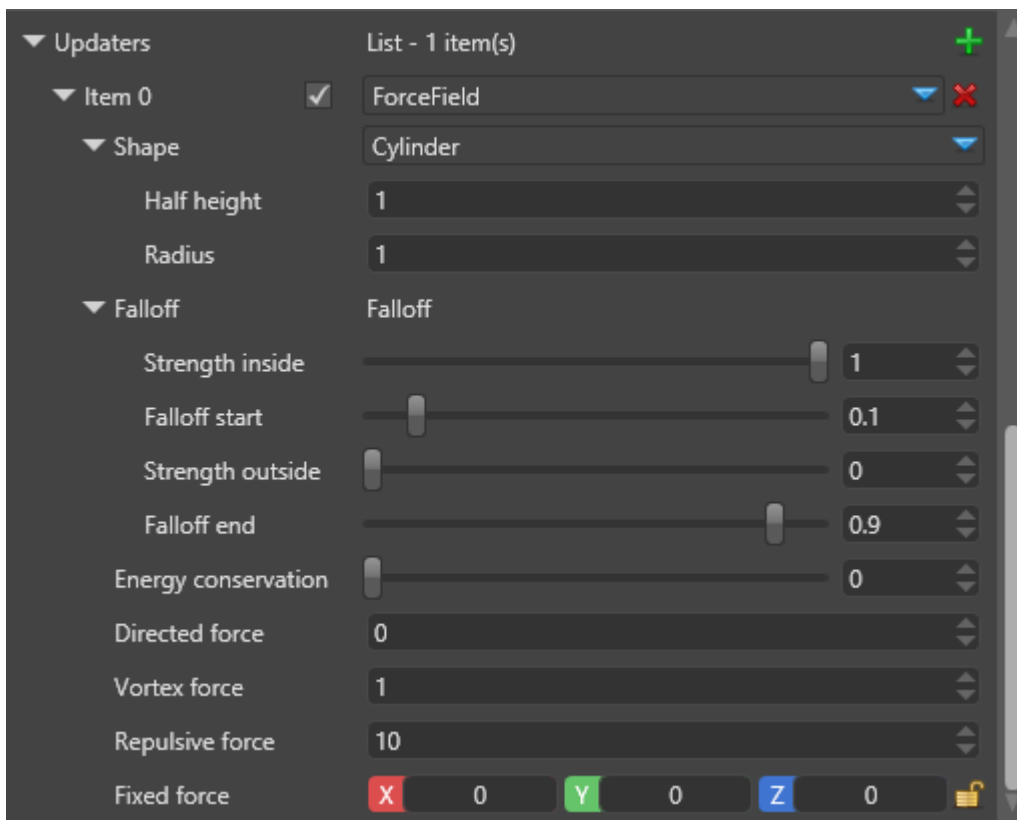 Updaters List - 1 item(s)
Item 0 ForceField
Shape Cylinder
Half height 1
Radius 1
Falloff Falloff
Strength inside 1
Falloff start 0.1
Strength outside 0
Falloff end 0.9
Energy conservation 0
Directed force 0
Vortex force 1
Repulsive force 10
Fixed force X 0 Y 0 Z 0